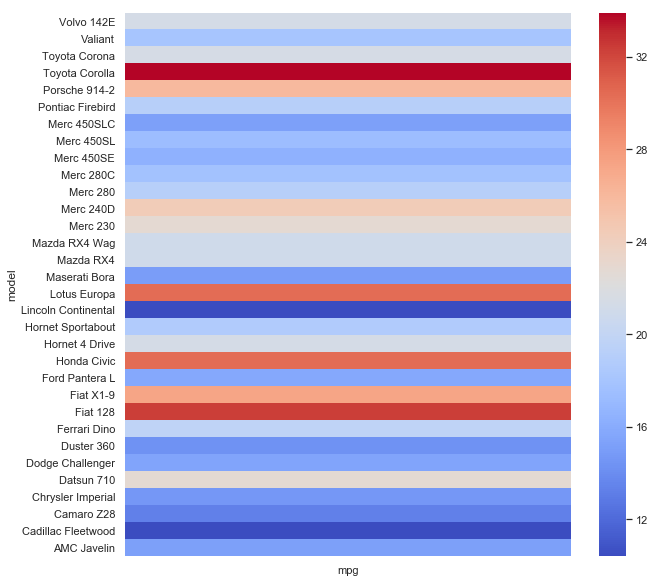 Volvo 142E
Valiant
Toyota Corona
Toyota Corolla
Porsche 914-2
Pontiac Firebird
Merc 450SLC
Merc 450SL
Merc 450SE
Merc 280C
Merc 280
Merc 240D
Merc 230
Mazda RX4 Wag
Mazda RX4
Maserati Bora
Lotus Europa
Lincoln Continental
Hornet Sportabout
Hornet 4 Drive
Honda Civic
Ford Pantera L
Fiat X1-9
Fiat 128
Ferrari Dino
Duster 360
Dodge Challenger
Datsun 710
Chrysler Imperial
Camaro Z28
Cadillac Fleetwood
AMC Javelin
model
mpg
32
28
24
20
16
12